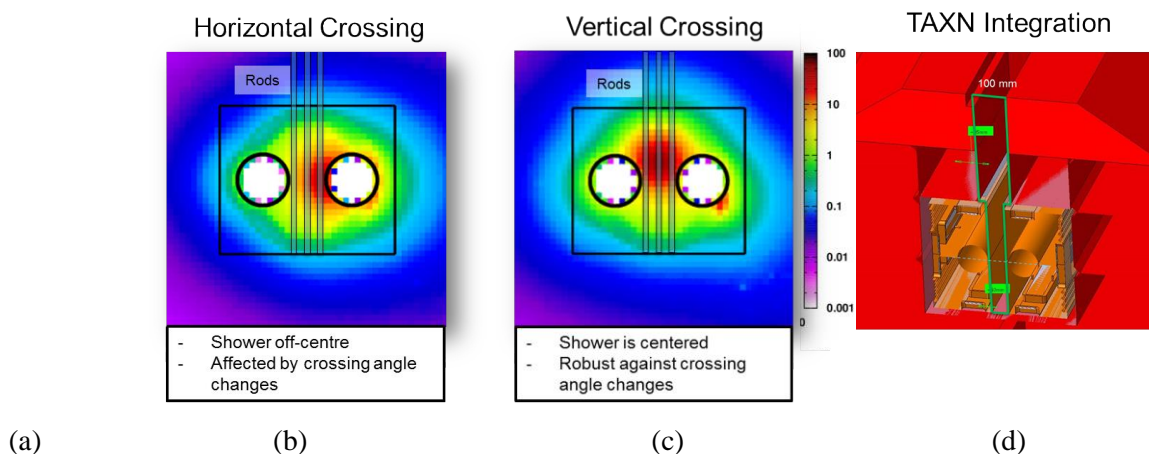 Horizontal Crossing
Vertical Crossing
TAXN Integration
Rods
Rods
100
10
1
0.1
0.01
0.001
0
100 mm
- Shower off-centre
- Affected by crossing angle
changes
- Shower is centered
- Robust against crossing
angle changes
(a) (b) (c) (d)